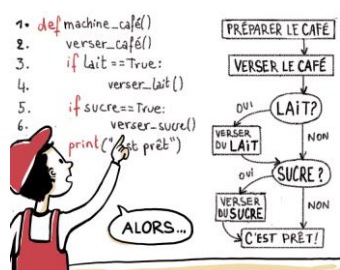 1. def machine_café()
2. verser_café()
3. if lait==True:
4. verser_lait()
5. if sucre==True:
6. verser_sucre()
print(" est prêt")
ALORS...
PRÉPARER LE CAFÉ
VERSER LE CAFÉ
LAiT?
OUI
NON
VERSER
DU LAiT
SUCRE?
oui
NON
VERSER
DU SUCRE
C'EST PRÊT!